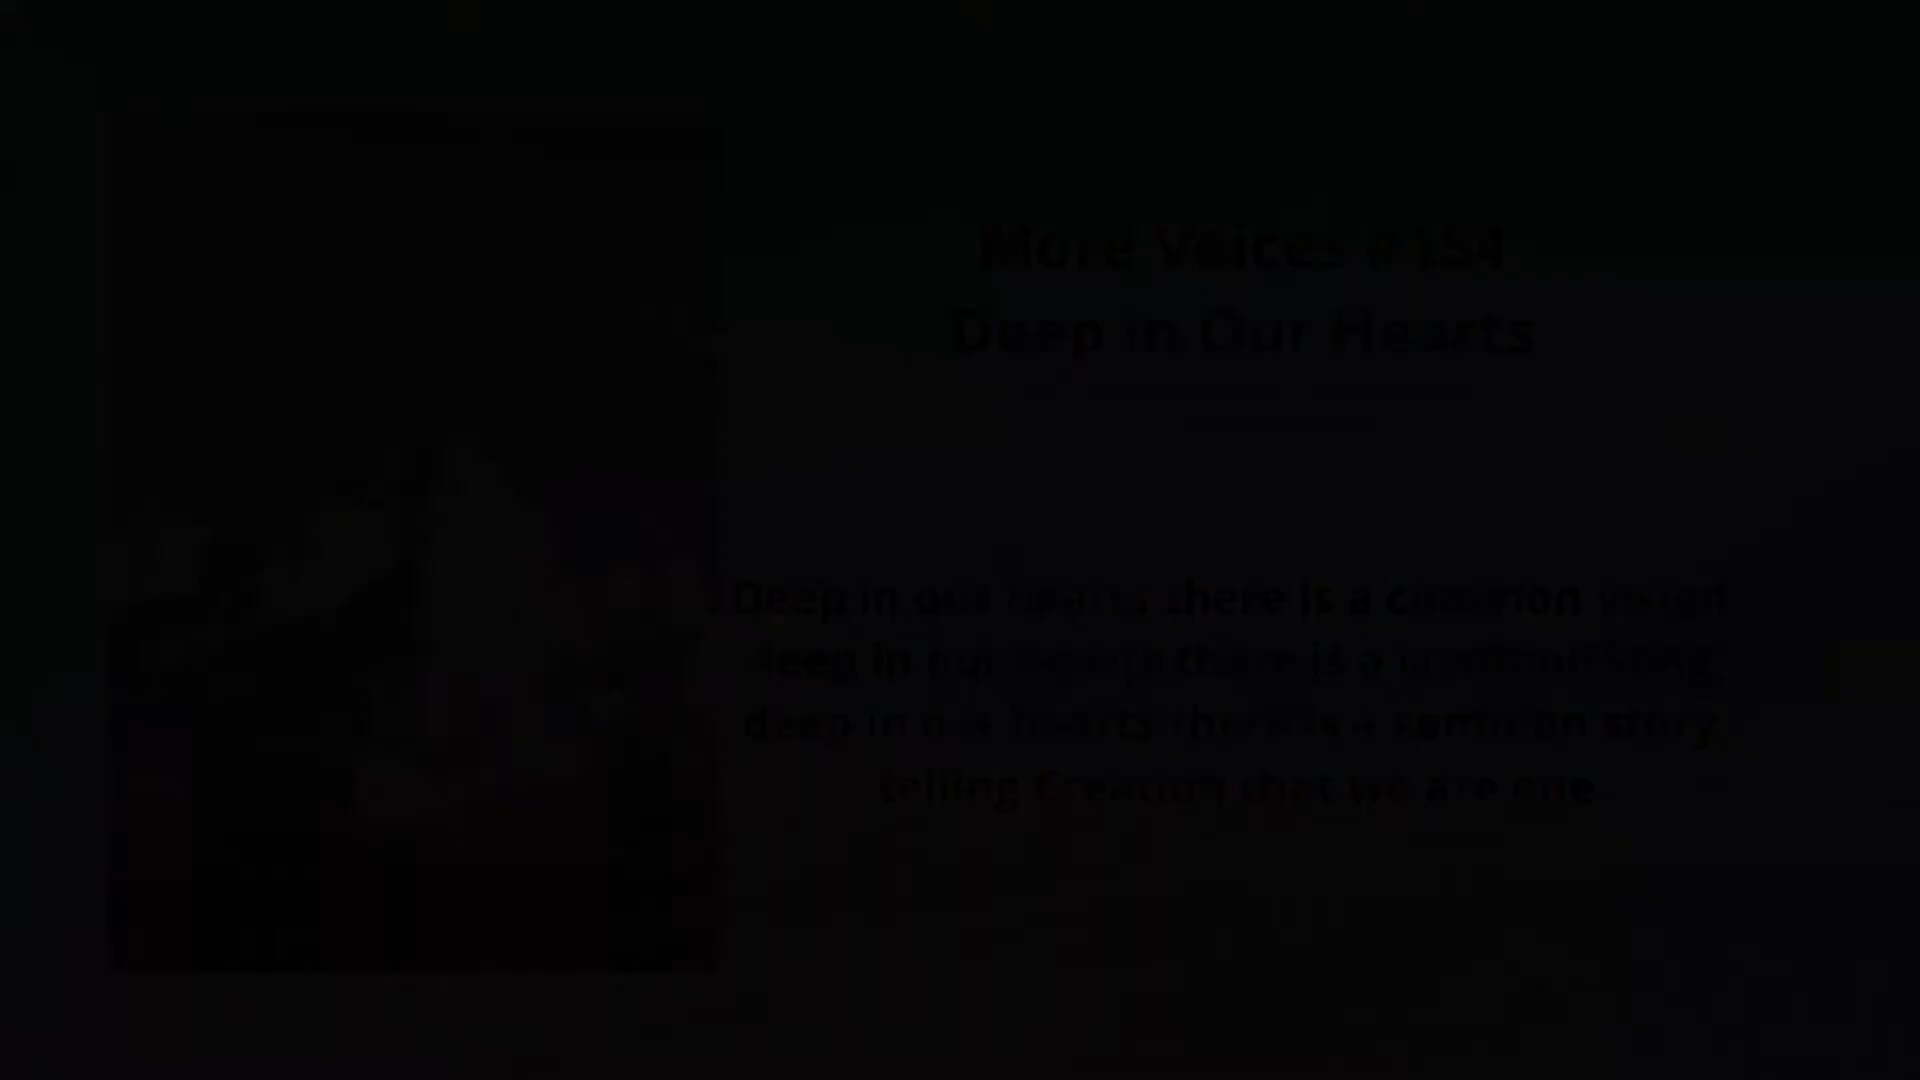 More Voices #154
Deep in Our Hearts
Deep in our hearts there is a common vision
deep in our hearts there is a common song
deep in our hearts there is a common story
telling Creation that we are one